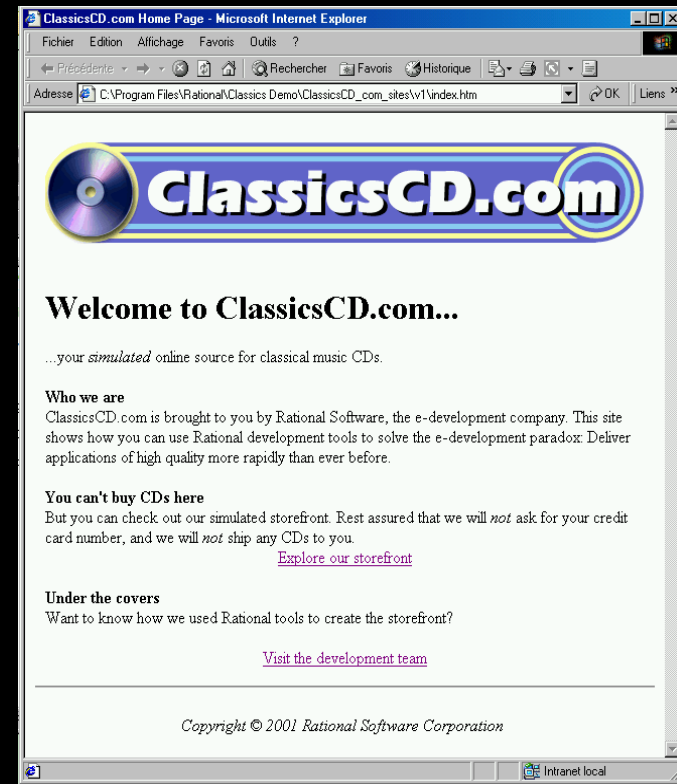 ClassicsCD.com Home Page - Microsoft Internet Explorer
Fichier Edition Affichage Favoris Outils ?
Précédente Rechercher Favoris Historique
Adresse C:\Program Files\Rational\Classics Demo\ClassicsCD_com_sites\v1\index.htm OK Liens »
ClassicsCD.com
Welcome to ClassicsCD.com...
...your simulated online source for classical music CDs.
Who we are
ClassicsCD.com is brought to you by Rational Software, the e-development company. This site
shows how you can use Rational development tools to solve the e-development paradox: Deliver
applications of high quality more rapidly than ever before.
You can't buy CDs here
But you can check out our simulated storefront. Rest assured that we will not ask for your credit
card number, and we will not ship any CDs to you.
Explore our storefront
Under the covers
Want to know how we used Rational tools to create the storefront?
Visit the development team
Copyright © 2001 Rational Software Corporation
Intranet local